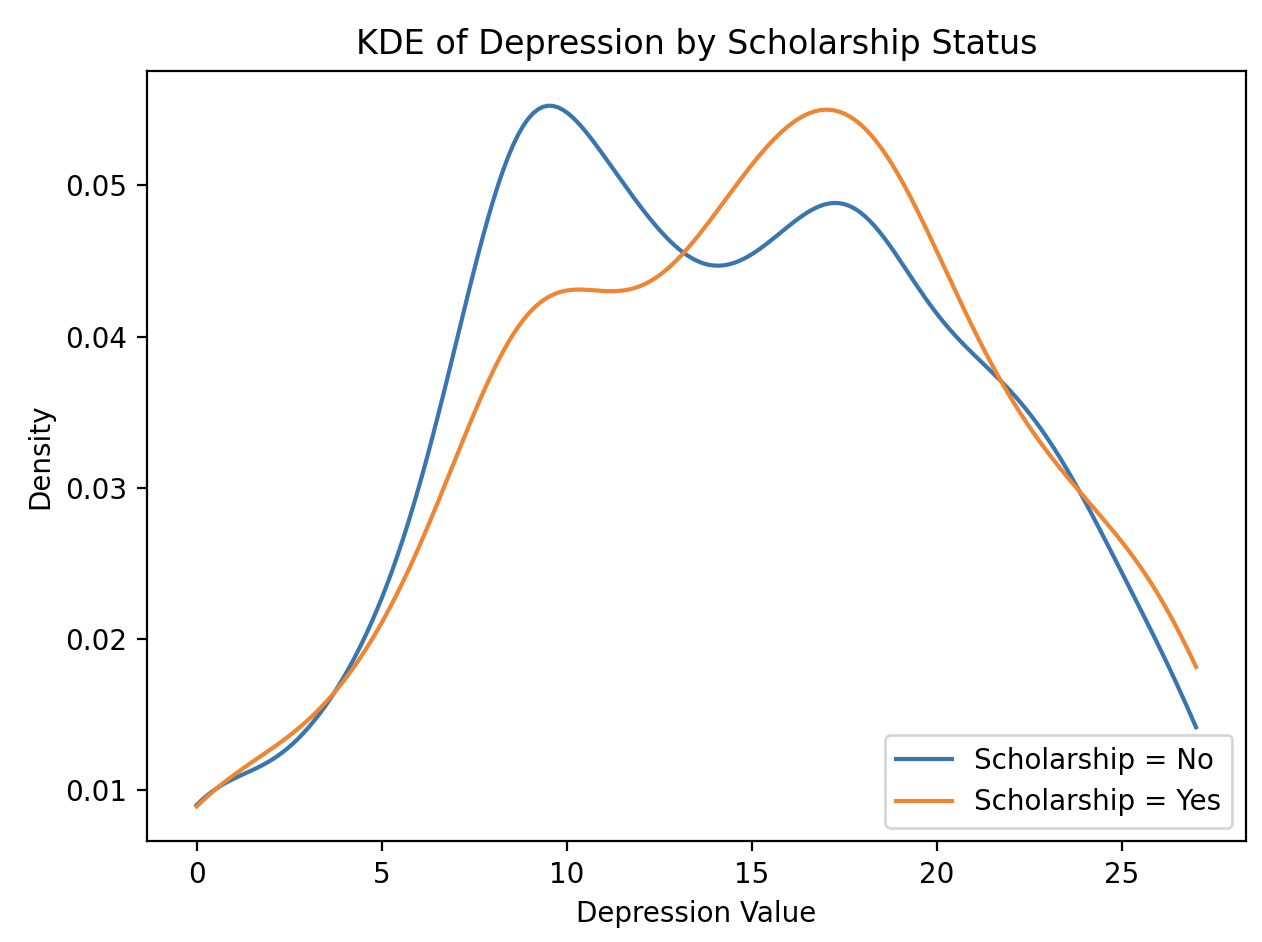 KDE of Depression by Scholarship Status
0.05
0.04
0.03
0.02
0.01
Density
0 5 10 15 20 25
Depression Value
Scholarship = No
Scholarship = Yes